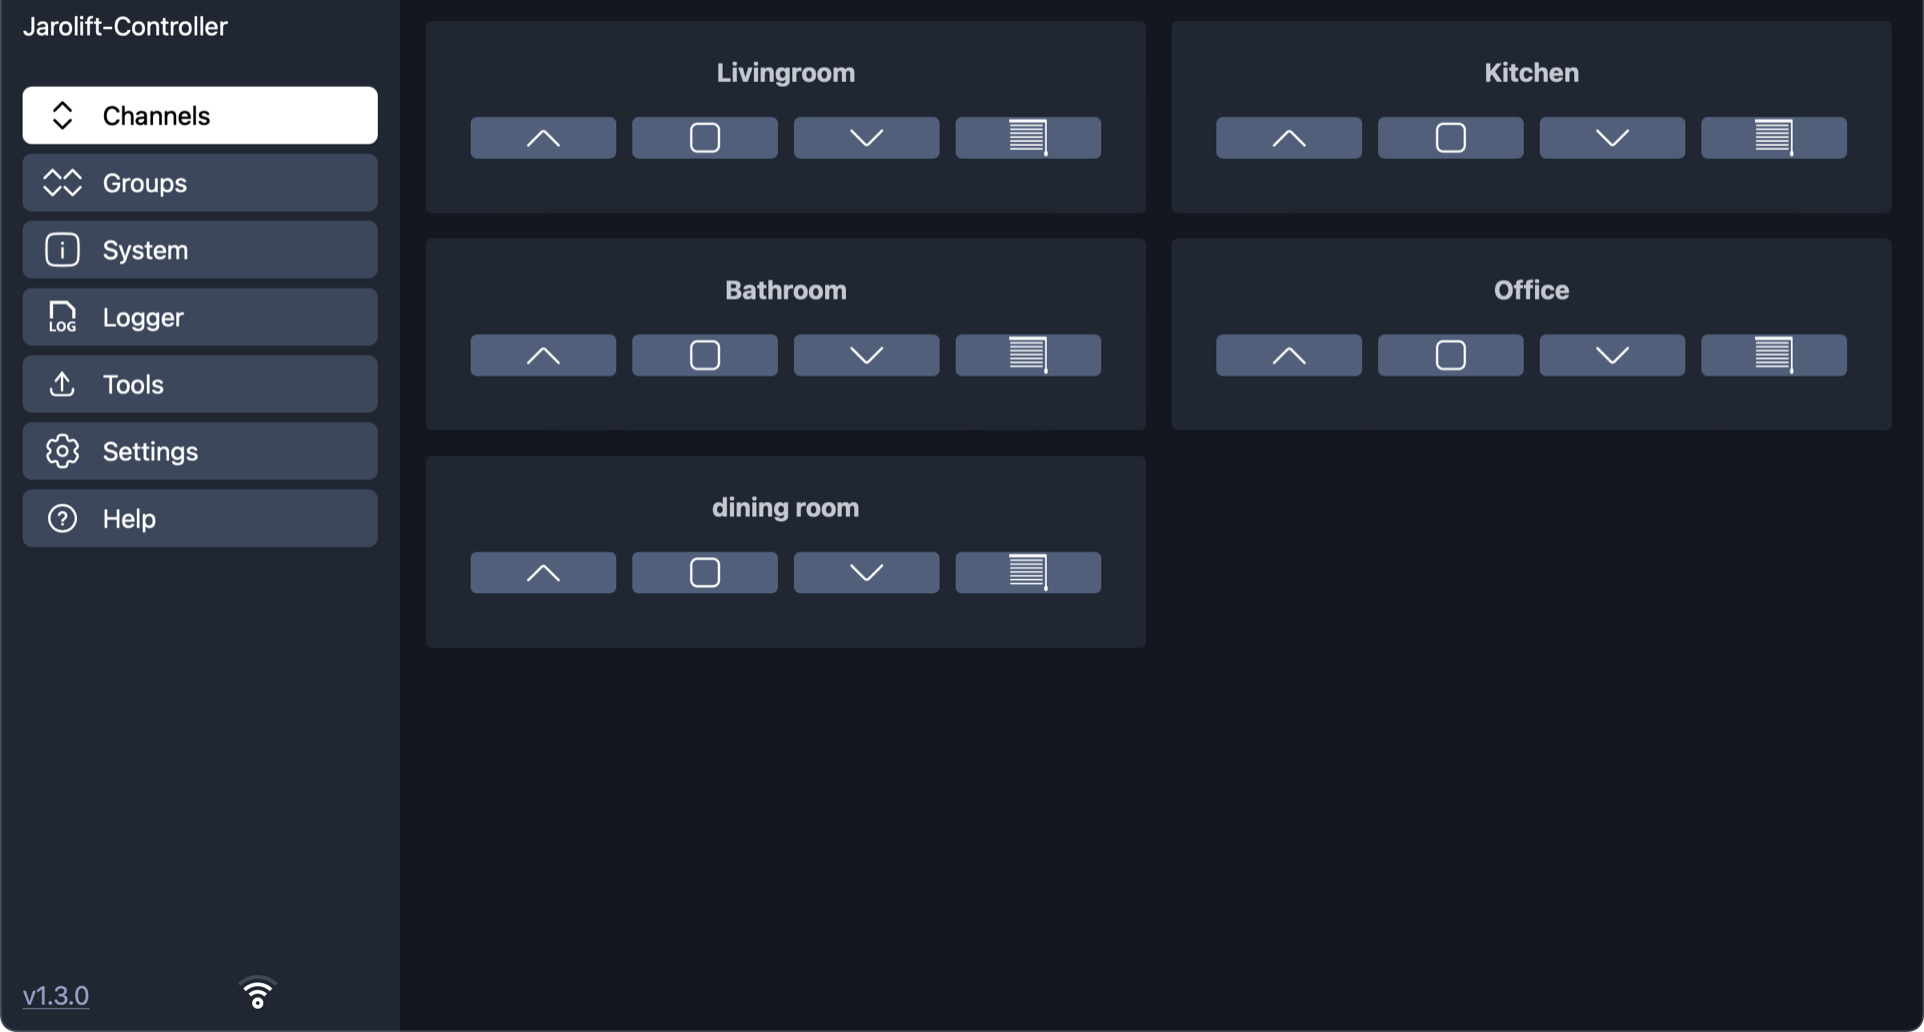 Jarolift-Controller
Channels
Groups
System
LOG Logger
Tools
Settings
Help
v1.3.0
Livingroom
Kitchen
Bathroom
Office
dining room